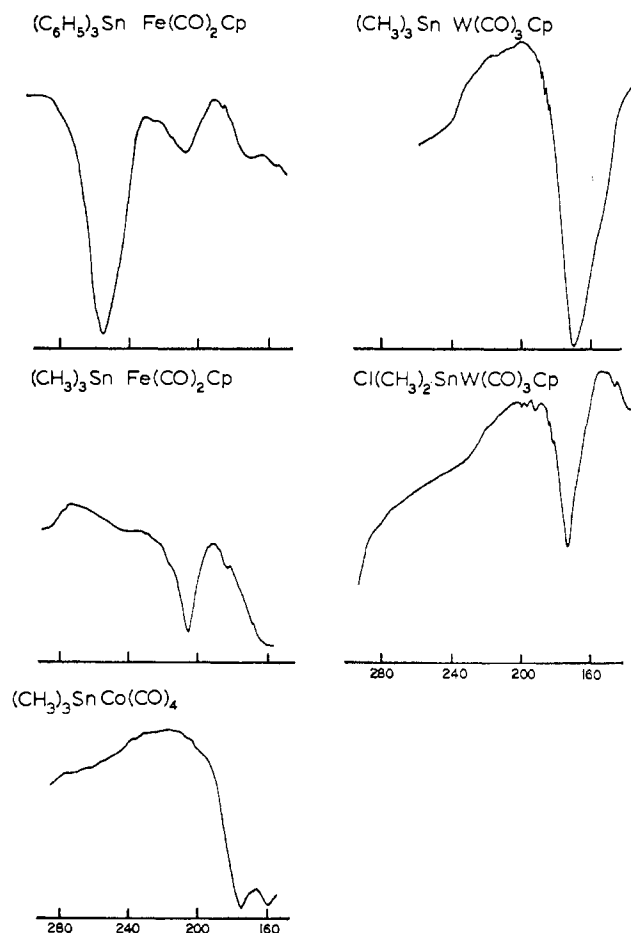 (C₆H₅)₃Sn Fe(CO)₂Cp
(CH₃)₃Sn W(CO)₃Cp
(CH₃)₃Sn Fe(CO)₂Cp
Cl(CH₃)₂SnW(CO)₃Cp
280 240 200 160
(CH₃)₃SnCo(CO)₄
280 240 200 160